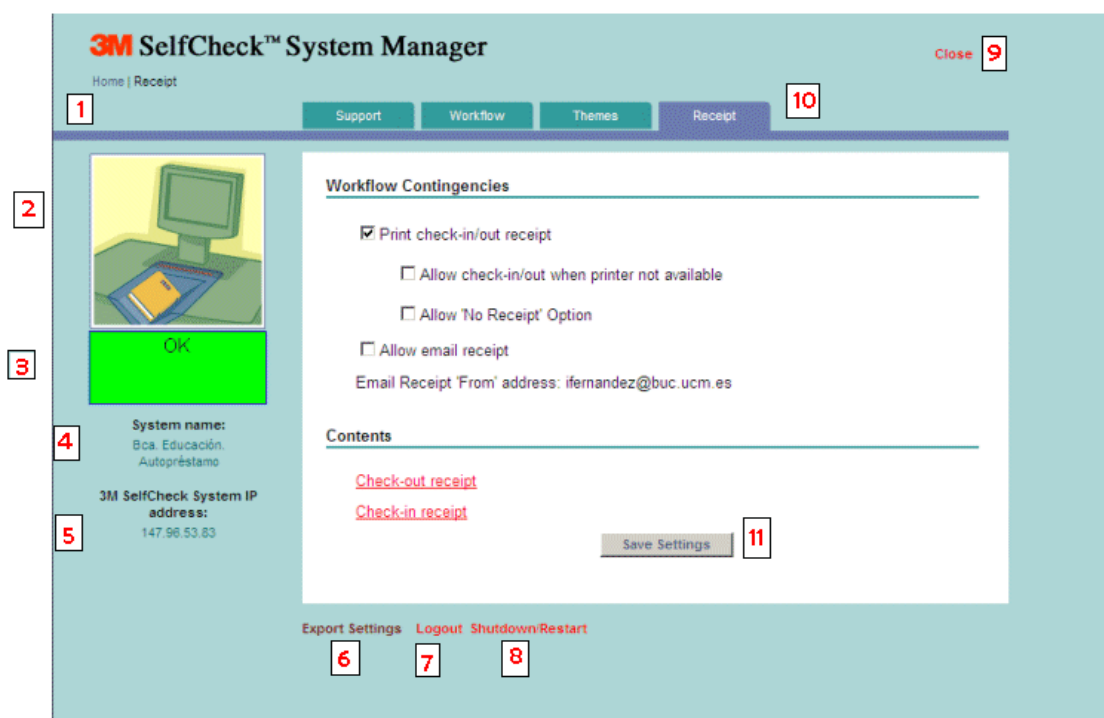 3M SelfCheck™ System Manager
Close 9
Home | Receipt
1
10
Support Workflow Themes Receipt
2
Workflow Contingencies
Print check-in/out receipt
Allow check-in/out when printer not available
Allow 'No Receipt' Option
3
OK
Allow email receipt
Email Receipt 'From' address: ifernandez@buc.ucm.es
4
System name:
Bca. Educación.
Autopréstamo
Contents
Check-out receipt
Check-in receipt
5
3M SelfCheck System IP
address:
147.96.53.83
Save Settings 11
Export Settings Logout Shutdown/Restart
6 7 8